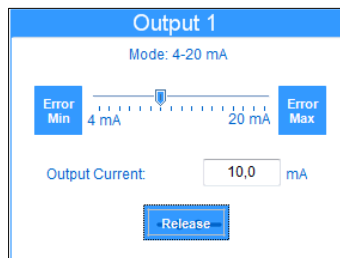 Output 1
Mode: 4-20 mA
Error Min
Error Max
4 mA
20 mA
Output Current:
10,0
mA
Release